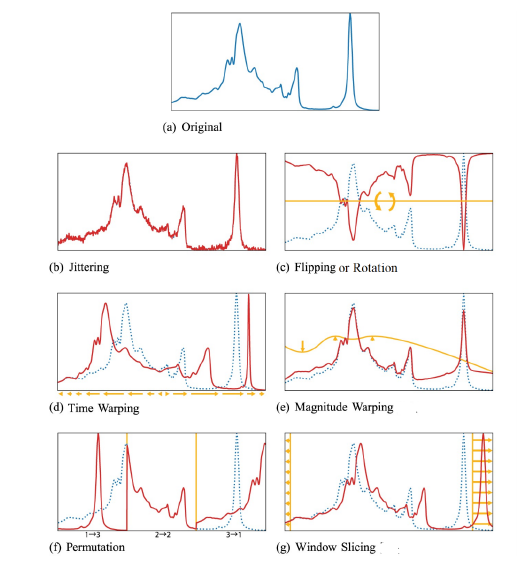 (a) Original
(b) Jittering
(c) Flipping or Rotation
(d) Time Warping
(e) Magnitude Warping
1→3 2→2 3→1
(f) Permutation
(g) Window Slicing